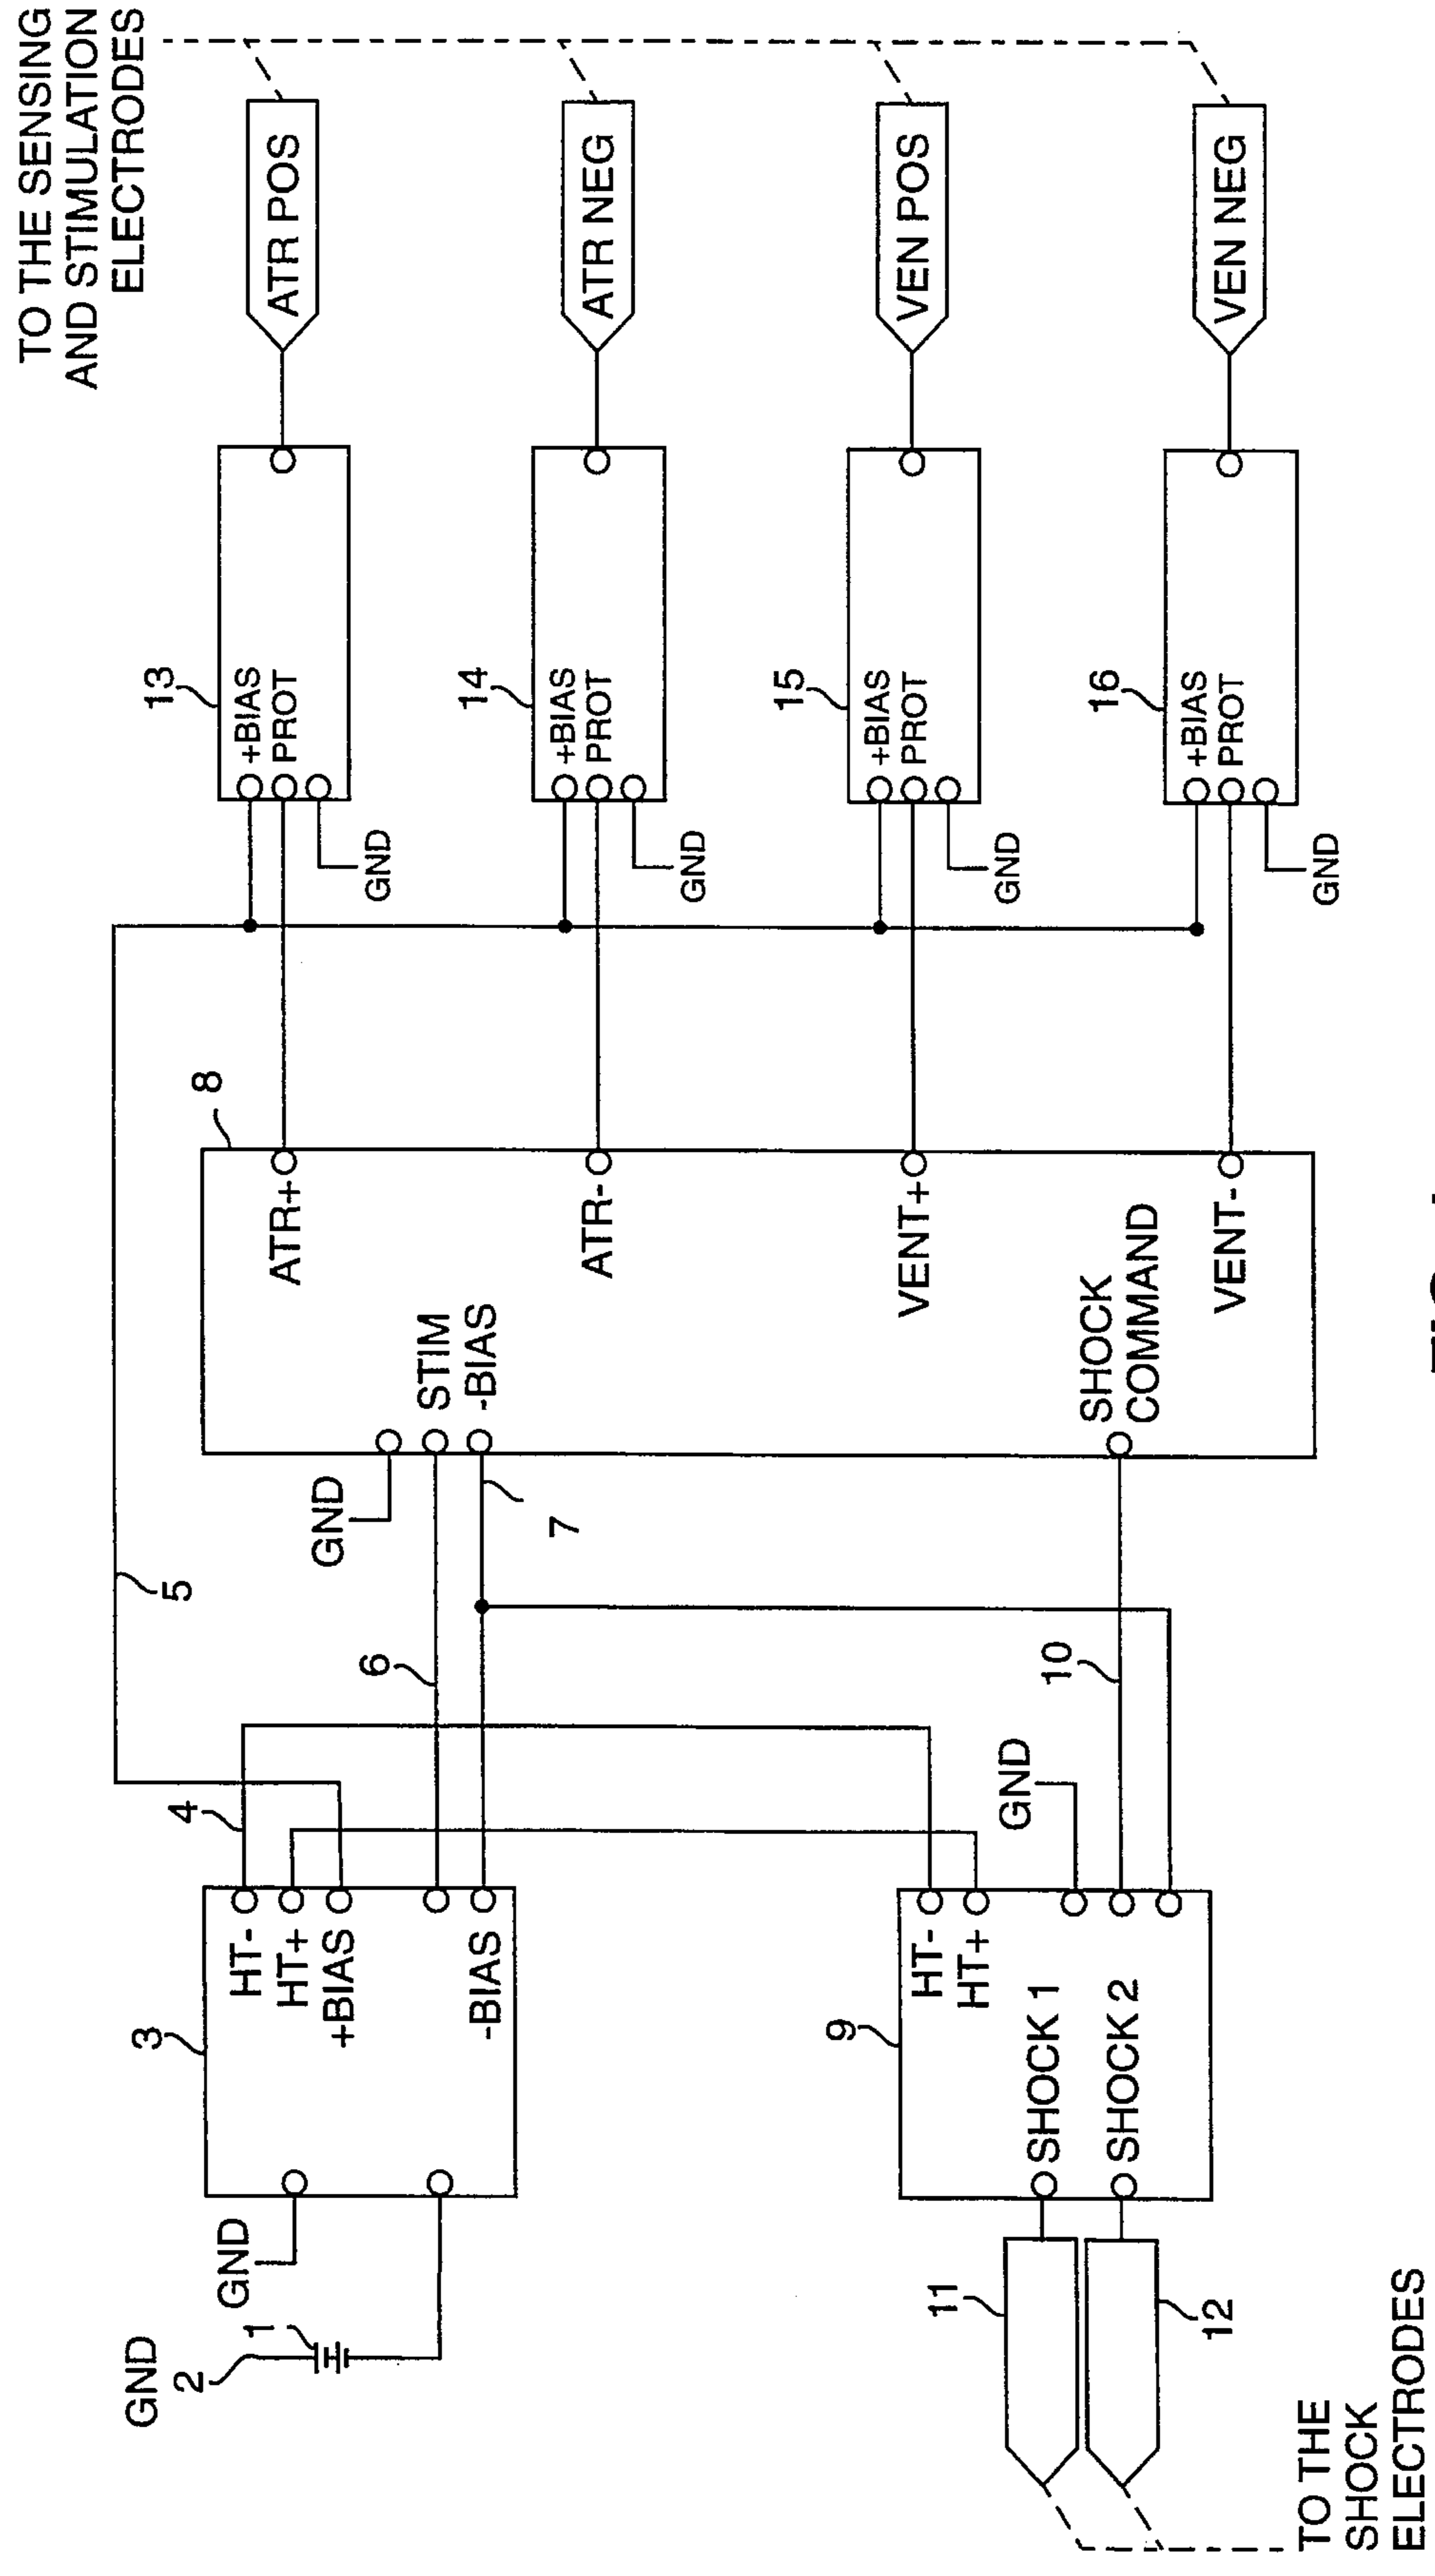 TO THE SENSING
AND STIMULATION
ELECTRODES
ATR POS
ATR NEG
VEN POS
VEN NEG
13
+BIAS
PROT
GND
14
+BIAS
PROT
GND
15
+BIAS
PROT
GND
16
+BIAS
PROT
GND
8
ATR+
ATR-
VENT+
VENT-
STIM
-BIAS
SHOCK
COMMAND
GND
7
5
6
10
4
GND
3
HT-
HT+
+BIAS
-BIAS
9
HT-
HT+
SHOCK 1
SHOCK 2
GND
GND
2
1
11
12
TO THE
SHOCK
ELECTRODES